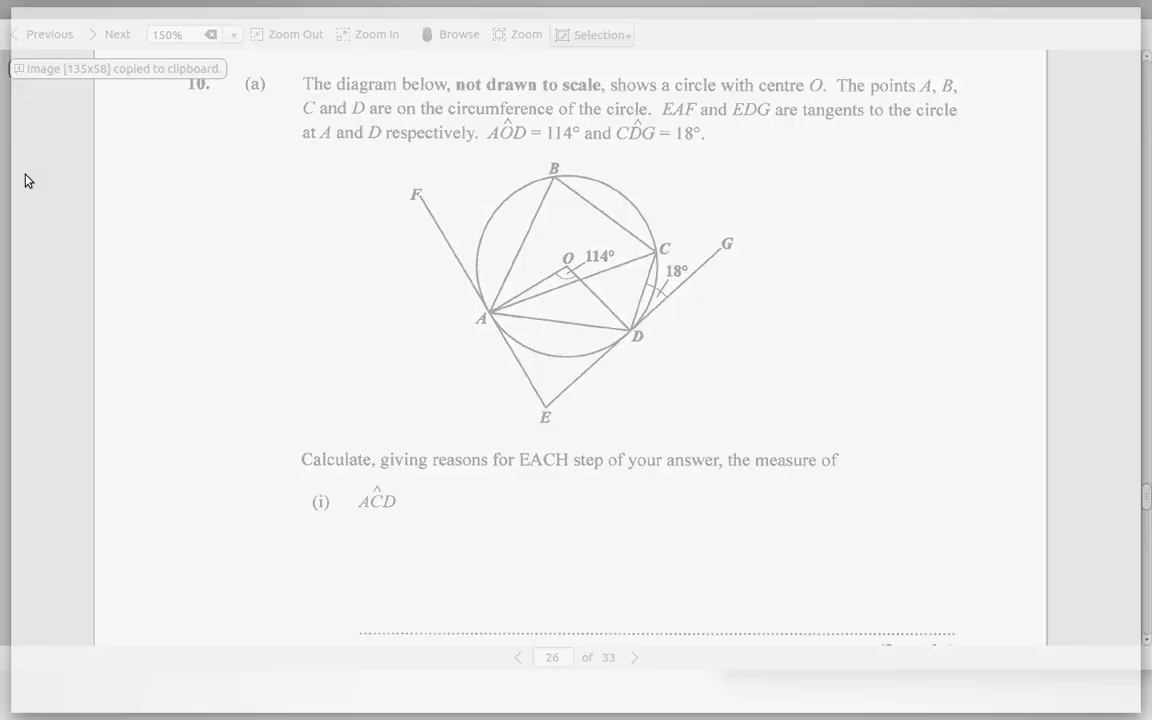 Previous Next 150% Zoom Out Zoom In Browse Zoom Selection
Image [135x58] copied to clipboard.
10. (a) The diagram below, not drawn to scale, shows a circle with centre O. The points A, B,
C and D are on the circumference of the circle. EAF and EDG are tangents to the circle
at A and D respectively. AÔD = 114° and CD̂G = 18°.
B
F
C
G
O 114°
18°
A
D
E
Calculate, giving reasons for EACH step of your answer, the measure of
(i) AĈD
26 of 33